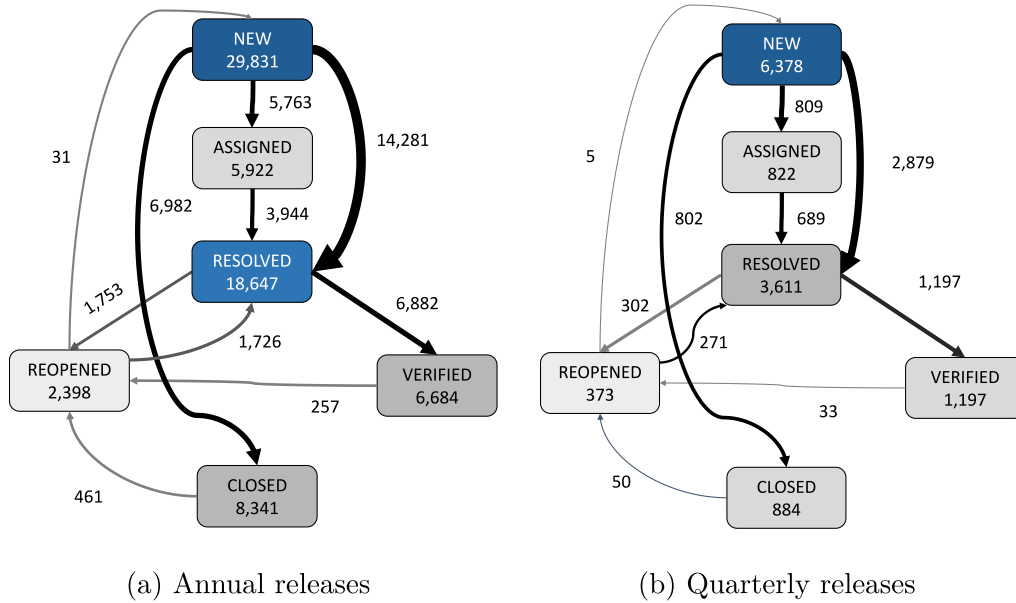 NEW
29,831
5,763
14,281
31
ASSIGNED
5,922
6,982
3,944
RESOLVED
18,647
1,753
6,882
1,726
REOPENED
2,398
VERIFIED
6,684
257
461
CLOSED
8,341
(a) Annual releases
NEW
6,378
809
2,879
5
ASSIGNED
822
802
689
RESOLVED
3,611
302
1,197
271
REOPENED
373
VERIFIED
1,197
33
50
CLOSED
884
(b) Quarterly releases